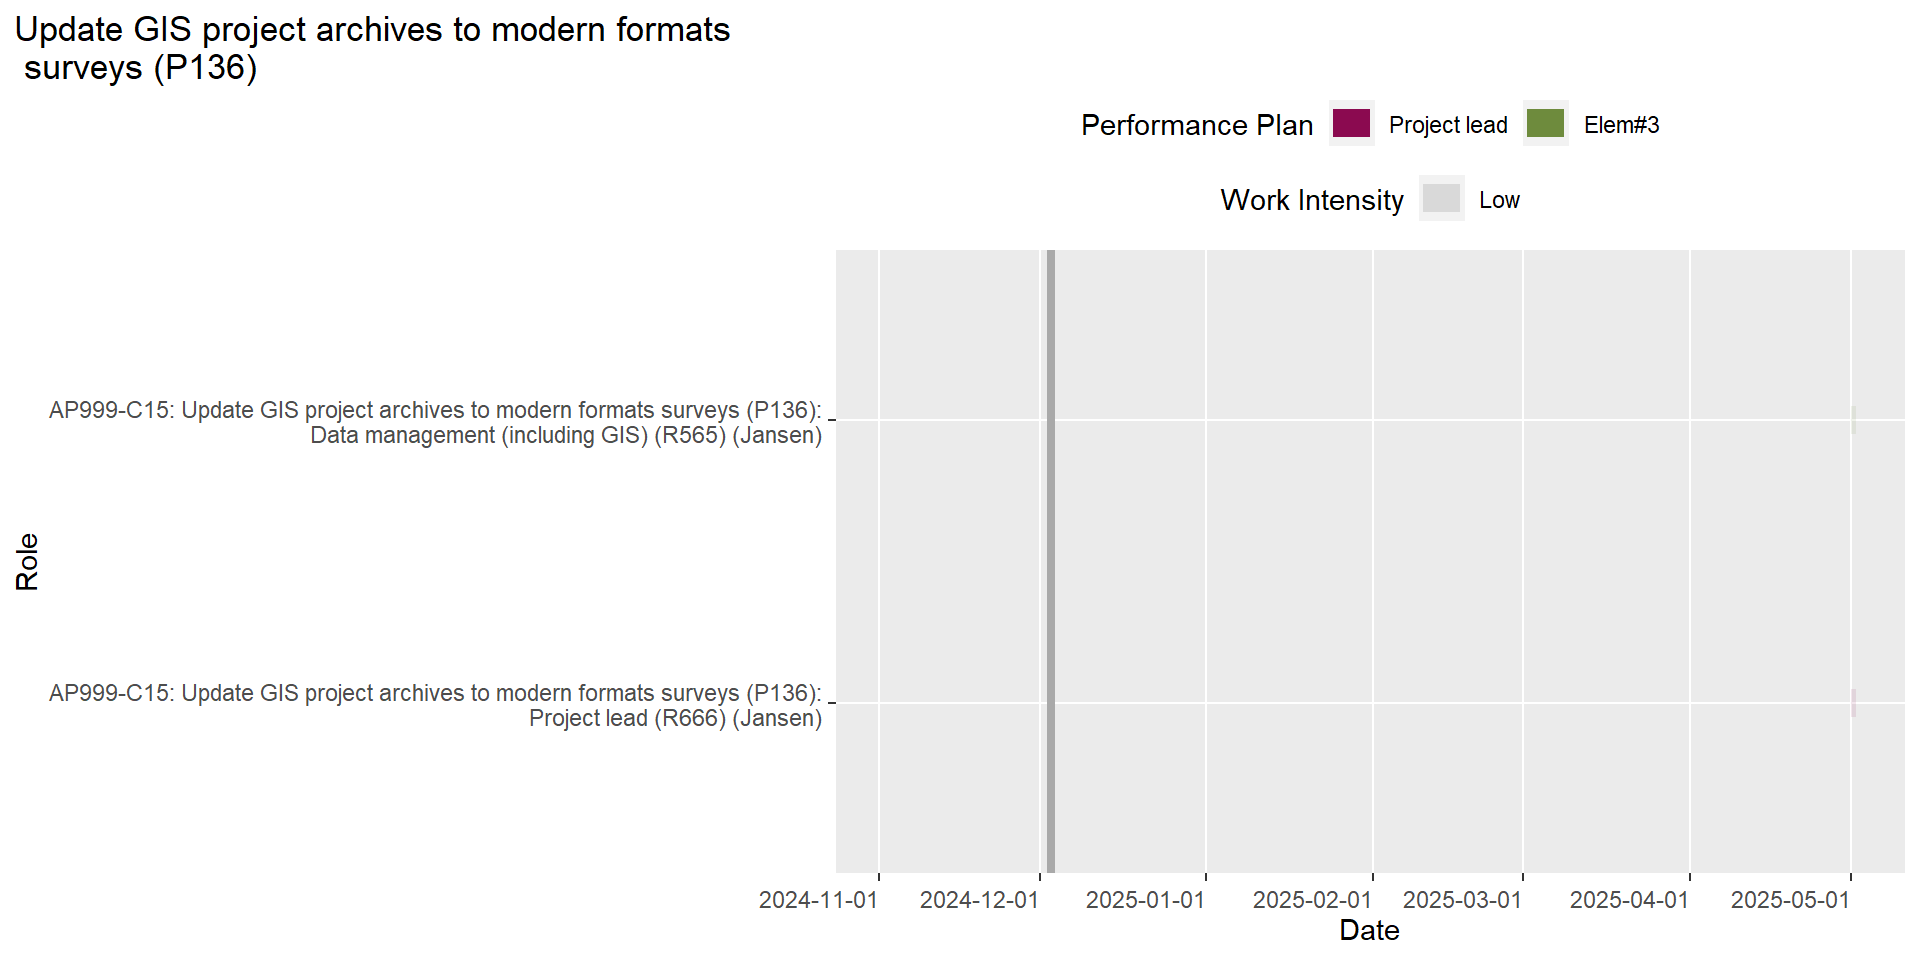 Update GIS project archives to modern formats
surveys (P136)
Performance Plan Project lead Elem#3
Work Intensity Low
AP999-C15: Update GIS project archives to modern formats surveys (P136):
Data management (including GIS) (R565) (Jansen)
Role
AP999-C15: Update GIS project archives to modern formats surveys (P136):
Project lead (R666) (Jansen)
2024-11-01 2024-12-01 2025-01-01 2025-02-01 2025-03-01 2025-04-01 2025-05-01
Date